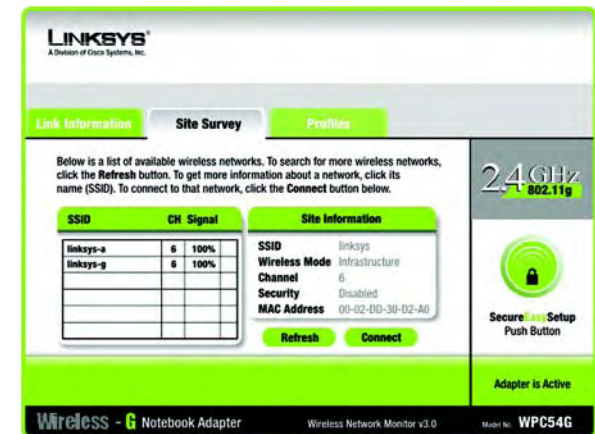 LINKSYS®
A Division of Cisco Systems, Inc.
Link Information Site Survey Profiles
Below is a list of available wireless networks. To search for more wireless networks,
click the Refresh button. To get more information about a network, click its
name (SSID). To connect to that network, click the Connect button below.
SSID CH Signal
linksys-a 6 100%
linksys-g 6 100%
Site Information
SSID linksys
Wireless Mode Infrastructure
Channel 6
Security Disabled
MAC Address 00-02-DD-30-D2-A0
Refresh Connect
2.4GHz
802.11g
SecureEasySetup
Push Button
Adapter is Active
Wireless - G Notebook Adapter Wireless Network Monitor v3.0 Model No. WPC54G